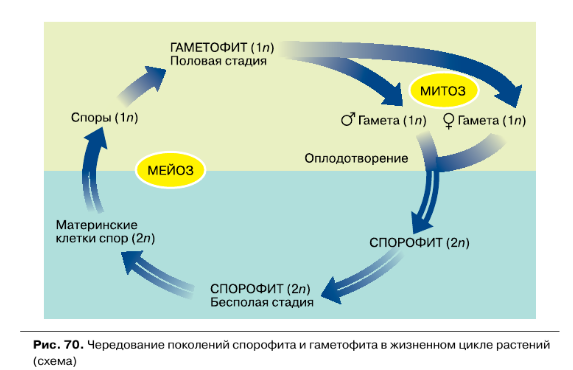 ГАМЕТОФИТ (1n)
Половая стадия
МИТОЗ
Споры (1n)
♂ Гамета (1n)
♀ Гамета (1n)
Оплодотворение
МЕЙОЗ
Материнские
клетки спор (2n)
СПОРОФИТ (2n)
СПОРОФИТ (2n)
Бесполая стадия
Рис. 70. Чередование поколений спорофита и гаметофита в жизненном цикле растений
(схема)